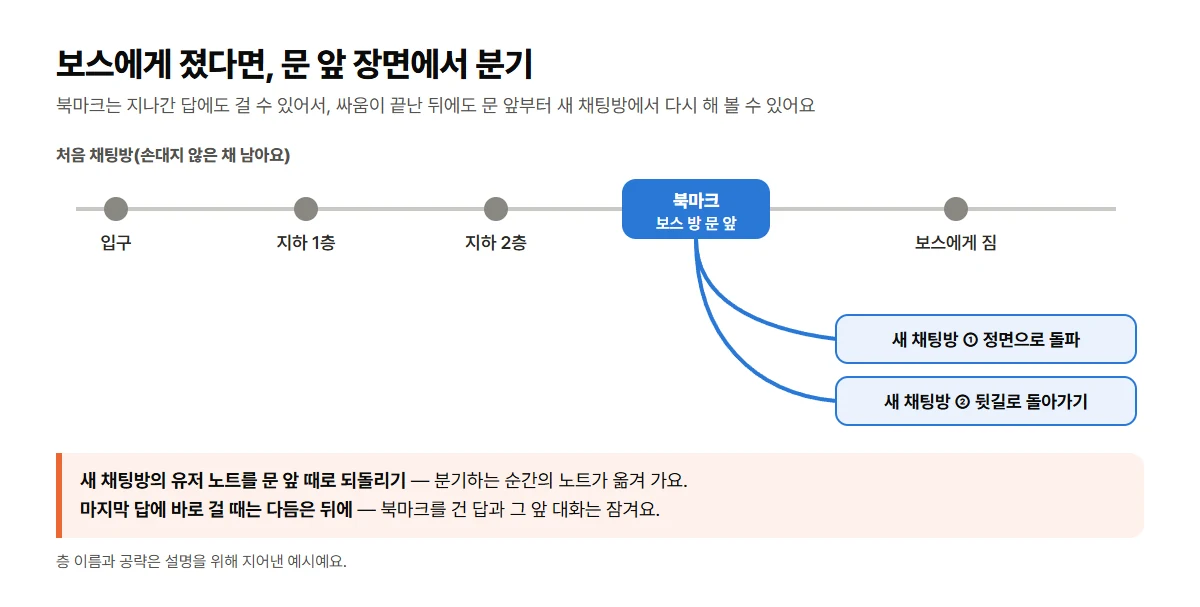 보스에게 졌다면, 문 앞 장면에서 분기
북마크는 지나간 답에도 걸 수 있어서, 싸움이 끝난 뒤에도 문 앞부터 새 채팅방에서 다시 해 볼 수 있어요
처음 채팅방(손대지 않은 채 남아요)
북마크
보스 방 문 앞
입구
지하 1층
지하 2층
보스에게 짐
새 채팅방 ① 정면으로 돌파
새 채팅방 ② 뒷길로 돌아가기
새 채팅방의 유저 노트를 문 앞 때로 되돌리기 — 분기하는 순간의 노트가 옮겨 가요.
마지막 답에 바로 걸 때는 다듬은 뒤에 — 북마크를 건 답과 그 앞 대화는 잠겨요.
층 이름과 공략은 설명을 위해 지어낸 예시예요.